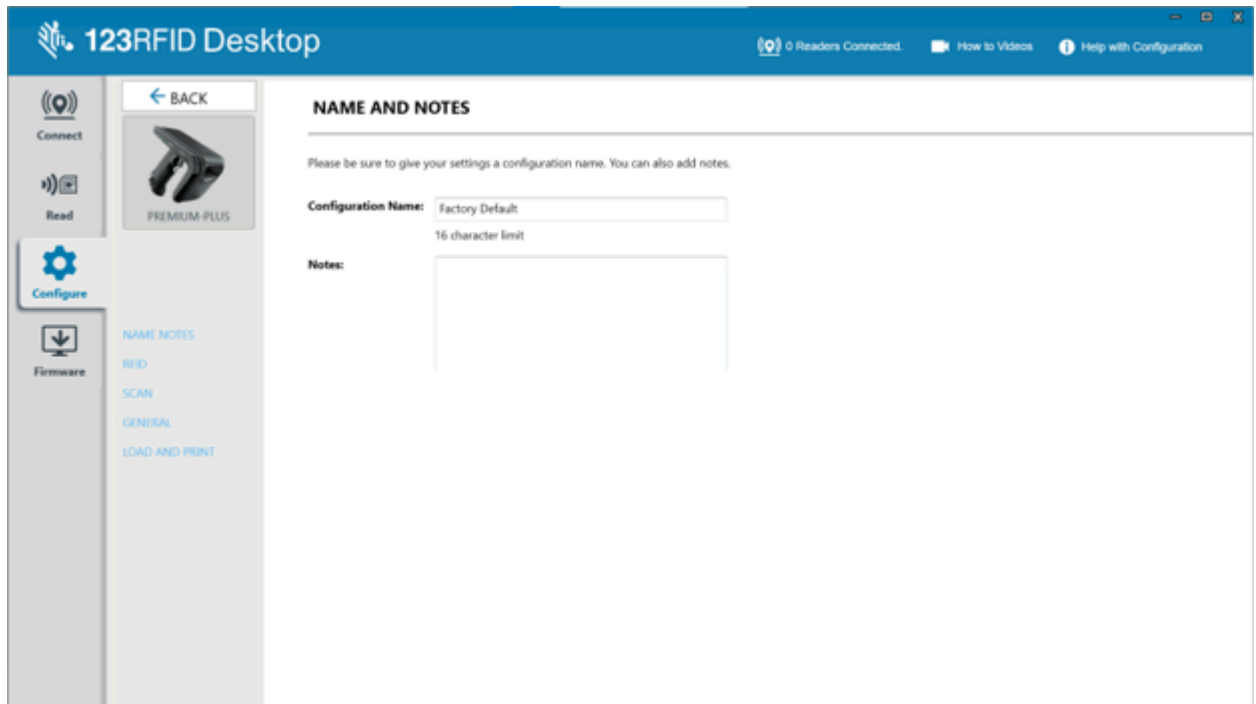 123RFID Desktop
0 Readers Connected.
How to Videos
Help with Configuration
Connect
Read
Configure
Firmware
BACK
PREMIUM-PLUS
NAME NOTES
RFID
SCAN
GENERAL
LOAD AND PRINT
NAME AND NOTES
Please be sure to give your settings a configuration name. You can also add notes.
Configuration Name: Factory Default
16 character limit
Notes: